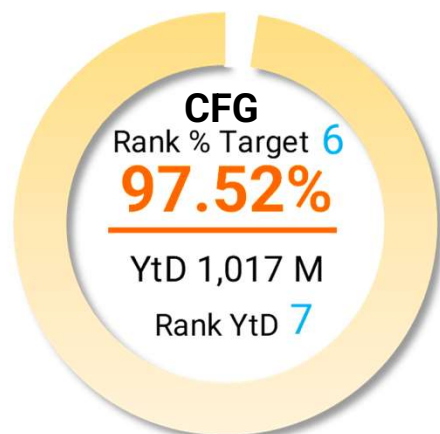 CFG
Rank % Target 6
97.52%
YtD 1,017 M
Rank YtD 7